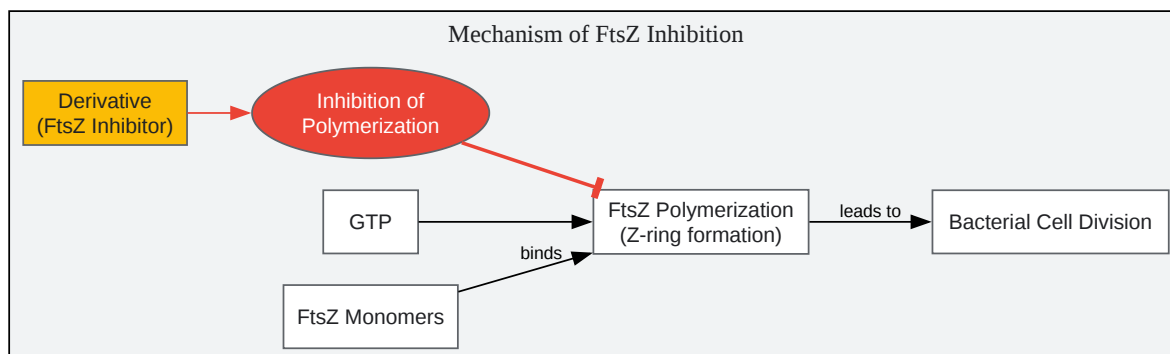 Mechanism of FtsZ Inhibition
Derivative
(FtsZ Inhibitor)
Inhibition of
Polymerization
GTP
FtsZ Polymerization
(Z-ring formation)
leads to
Bacterial Cell Division
binds
FtsZ Monomers